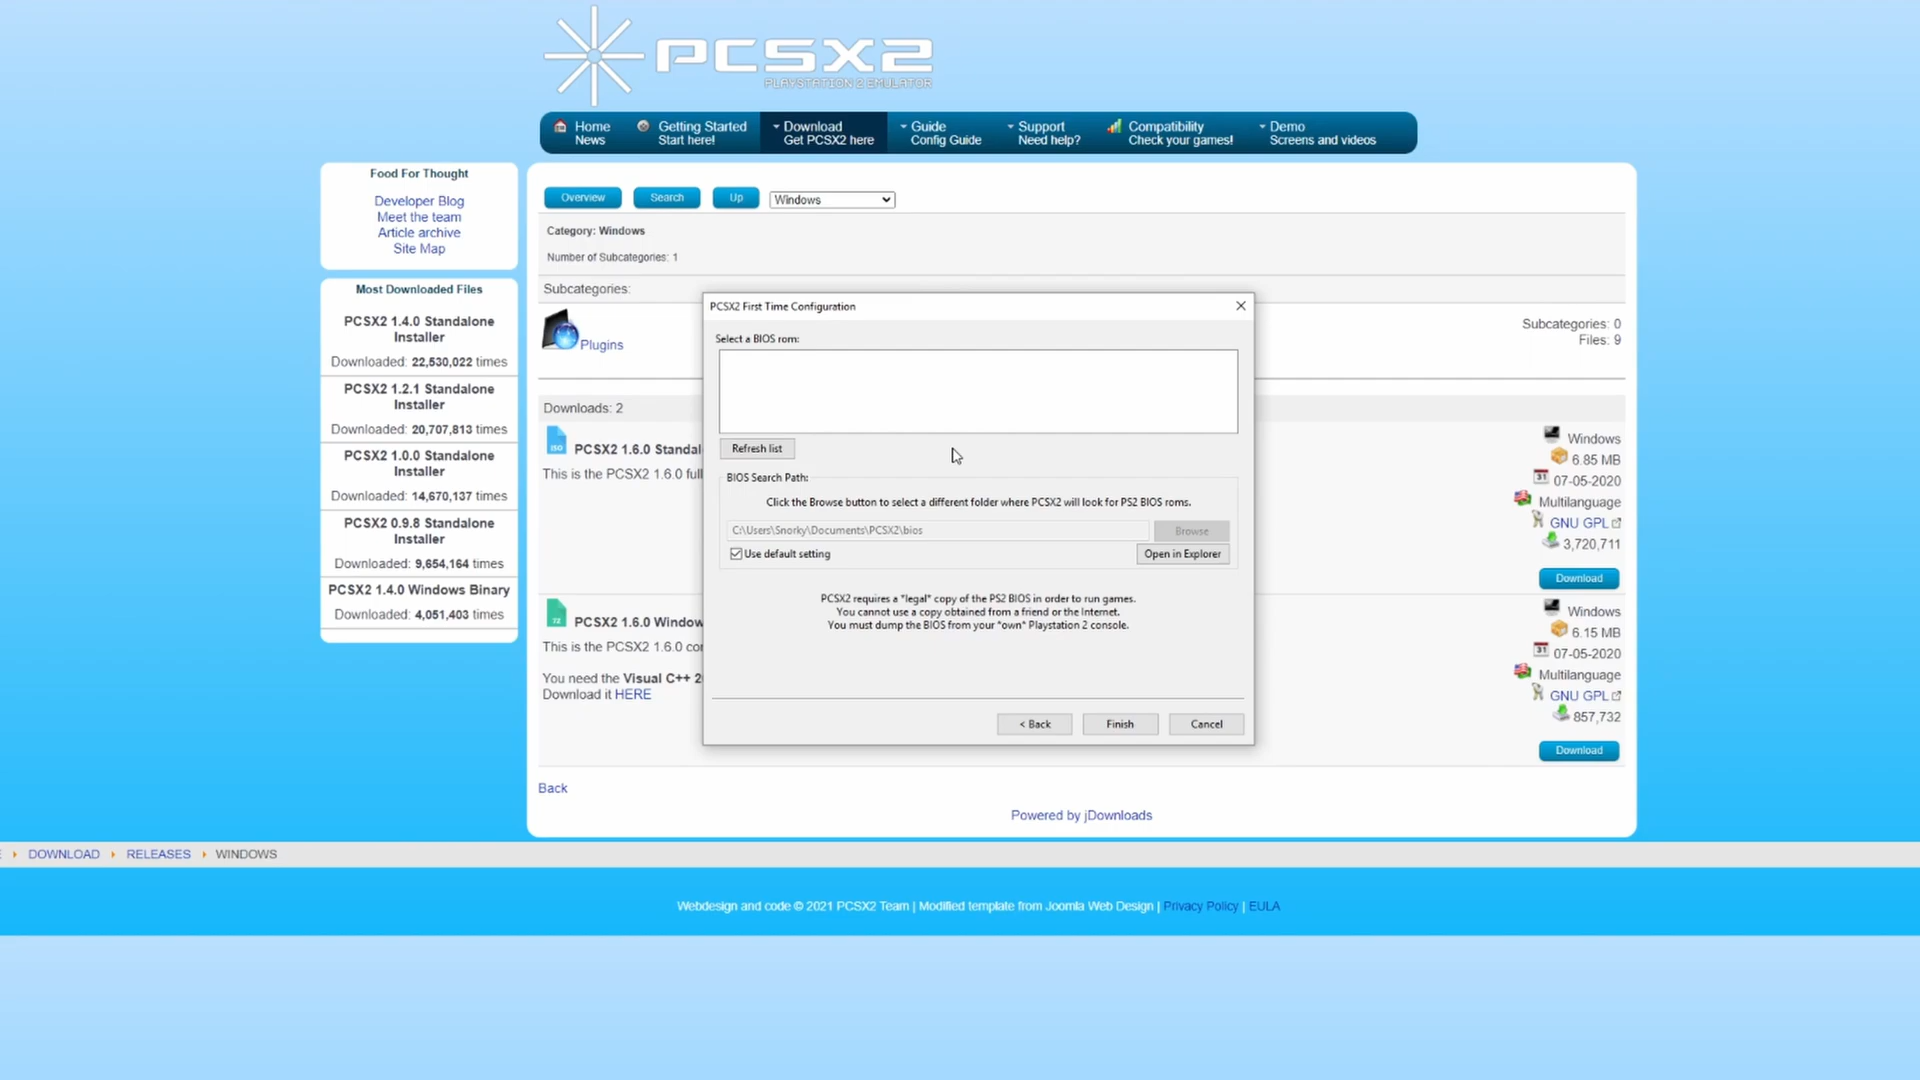 PCSX2
PLAYSTATION 2 EMULATOR
Home
News
Getting Started
Start here!
Download
Get PCSX2 here
Guide
Config Guide
Support
Need help?
Compatibility
Check your games!
Demo
Screens and videos
Food For Thought
Developer Blog
Meet the team
Article archive
Site Map
Most Downloaded Files
PCSX2 1.4.0 Standalone
Installer
Downloaded: 22,530,022 times
PCSX2 1.2.1 Standalone
Installer
Downloaded: 20,707,813 times
PCSX2 1.0.0 Standalone
Installer
Downloaded: 14,670,137 times
PCSX2 0.9.8 Standalone
Installer
Downloaded: 9,654,164 times
PCSX2 1.4.0 Windows Binary
Downloaded: 4,051,403 times
Overview Search Up Windows
Category: Windows
Number of Subcategories: 1
Subcategories:
Plugins
Subcategories: 0
Files: 9
Downloads: 2
ISO
PCSX2 1.6.0 Standal
This is the PCSX2 1.6.0 full
Windows
6.85 MB
31 07-05-2020
Multilanguage
GNU GPL
3,720,711
Download
7Z
PCSX2 1.6.0 Window
This is the PCSX2 1.6.0 co
You need the Visual C++ 2
Download it HERE
Windows
6.15 MB
31 07-05-2020
Multilanguage
GNU GPL
857,732
Download
PCSX2 First Time Configuration
Select a BIOS rom:
Refresh list
BIOS Search Path:
Click the Browse button to select a different folder where PCSX2 will look for PS2 BIOS roms.
C:\Users\Snorky\Documents\PCSX2\bios
Browse
Use default setting
Open in Explorer
PCSX2 requires a *legal* copy of the PS2 BIOS in order to run games.
You cannot use a copy obtained from a friend or the Internet.
You must dump the BIOS from your *own* Playstation 2 console.
< Back Finish Cancel
Back
Powered by jDownloads
DOWNLOAD RELEASES WINDOWS
Webdesign and code © 2021 PCSX2 Team | Modified template from Joomla Web Design | Privacy Policy | EULA